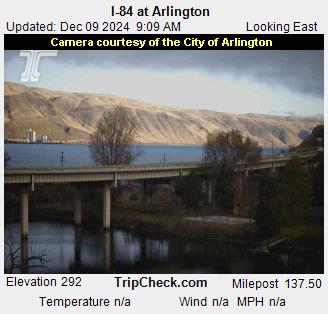 I-84 at Arlington
Updated: Dec 09 2024 9:09 AM Looking East
Camera courtesy of the City of Arlington
Elevation 292 TripCheck.com Milepost 137.50
Temperature n/a Wind n/a MPH n/a